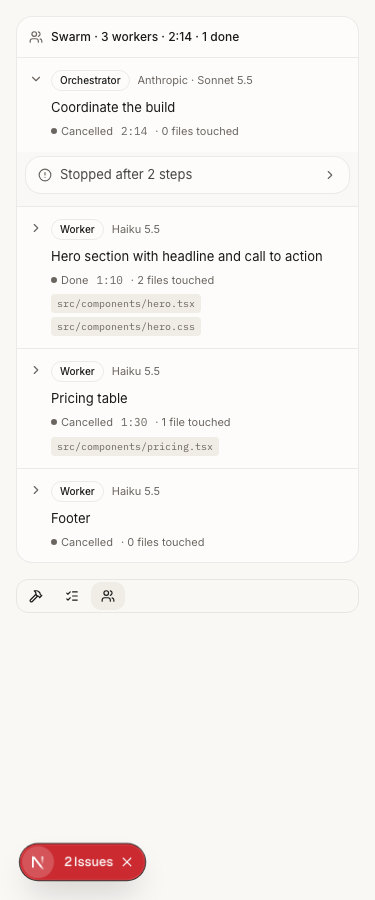 Swarm · 3 workers · 2:14 · 1 done
Orchestrator Anthropic · Sonnet 5.5
Coordinate the build
Cancelled 2:14 · 0 files touched
Stopped after 2 steps
Worker Haiku 5.5
Hero section with headline and call to action
Done 1:10 · 2 files touched
src/components/hero.tsx
src/components/hero.css
Worker Haiku 5.5
Pricing table
Cancelled 1:30 · 1 file touched
src/components/pricing.tsx
Worker Haiku 5.5
Footer
Cancelled · 0 files touched
N 2 Issues